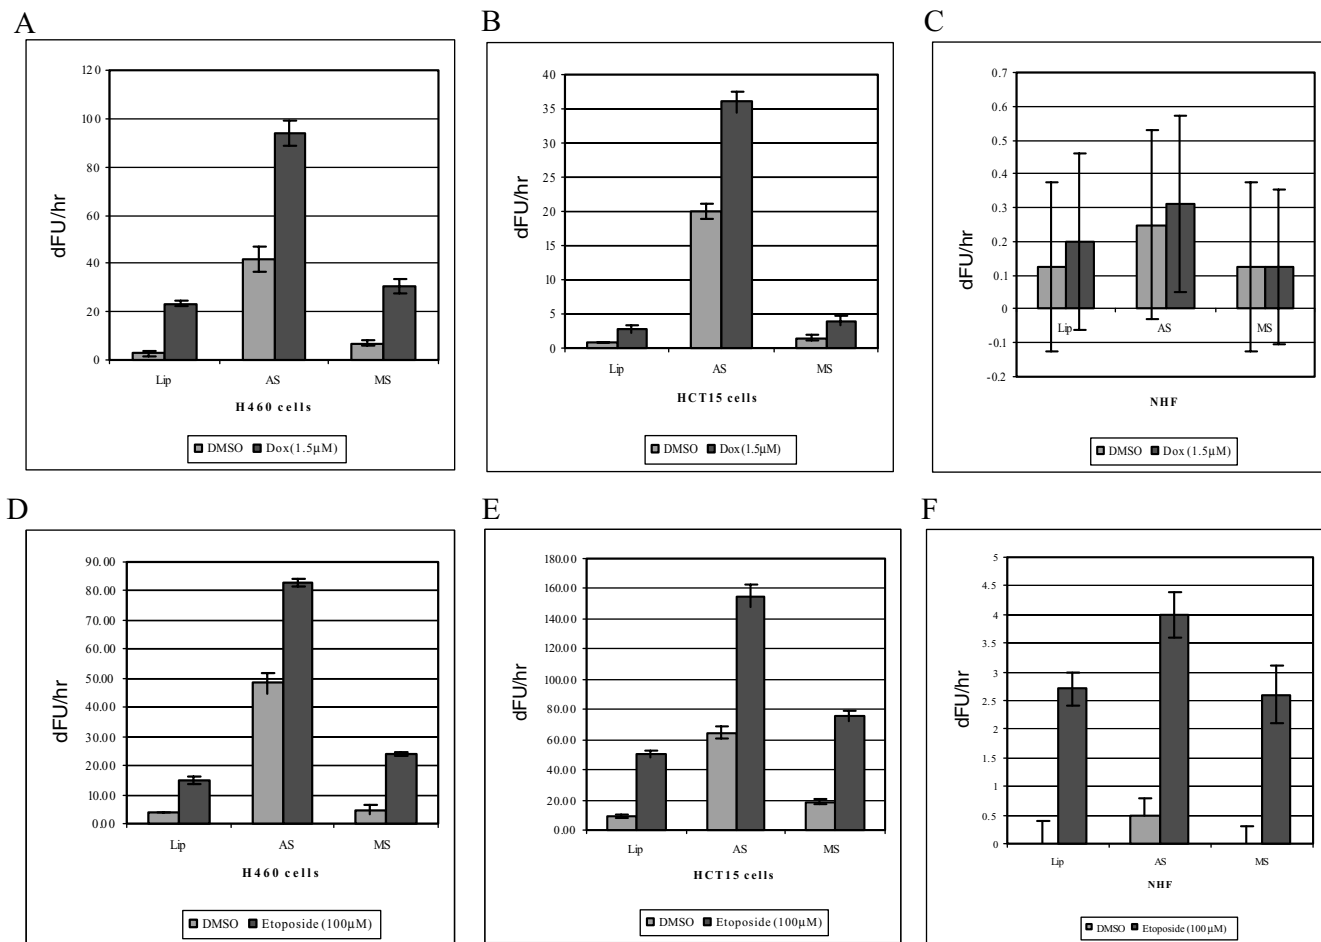 A
120
100
80
60
40
20
0
dFU/hr
Lip AS MS
H460 cells
DMSO Dox(1.5µM)
B
40
35
30
25
20
15
10
5
0
dFU/hr
Lip AS MS
HCT15 cells
DMSO Dox(1.5µM)
C
0.7
0.6
0.5
0.4
0.3
0.2
0.1
0
-0.1
-0.2
dFU/hr
Lip AS MS
NHF
DMSO Dox (1.5µM)
D
90.00
80.00
70.00
60.00
50.00
40.00
30.00
20.00
10.00
0.00
dFU/hr
Lip AS MS
H460 cells
DMSO Etoposide (100µM)
E
180.00
160.00
140.00
120.00
100.00
80.00
60.00
40.00
20.00
0.00
dFU/hr
Lip AS MS
HCT15 cells
DMSO Etoposide (100µM)
F
5
4.5
4
3.5
3
2.5
2
1.5
1
0.5
0
dFU/hr
Lip AS MS
NHF
DMSO Etoposide (100 µM)